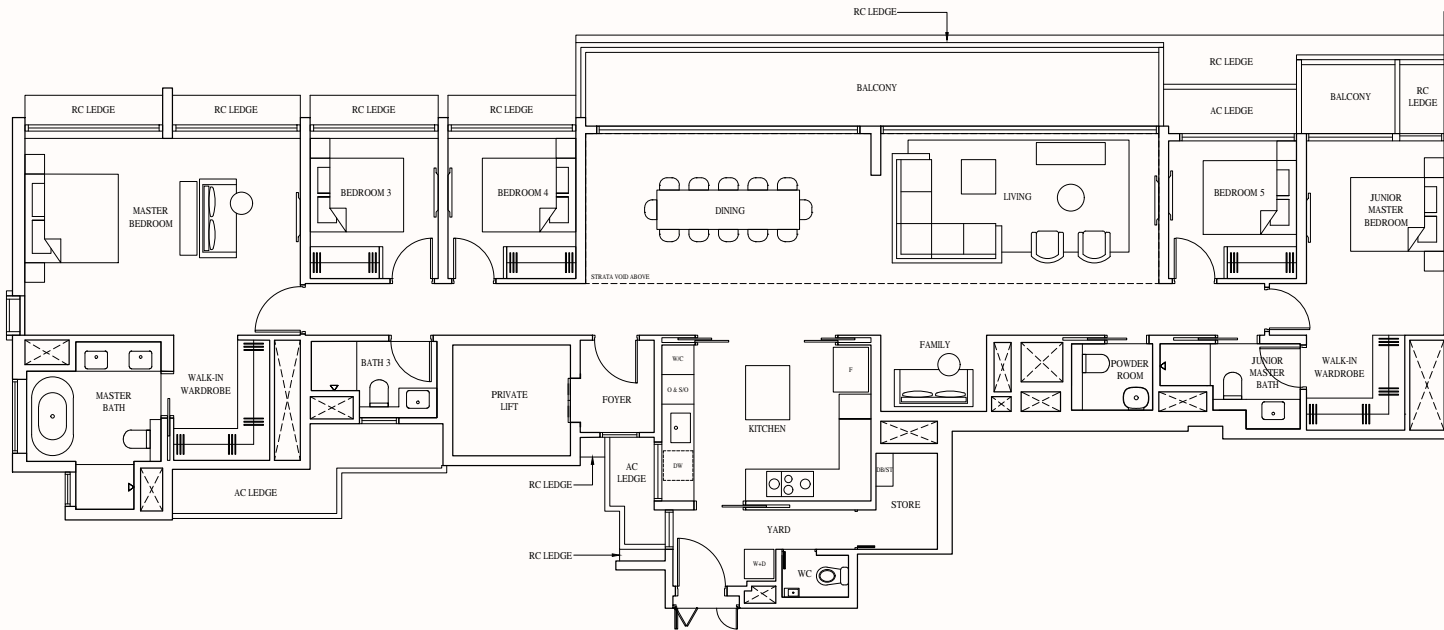 RC LEDGE
RC LEDGE
BALCONY
BALCONY
RC
LEDGE
RC LEDGE
RC LEDGE
RC LEDGE
RC LEDGE
AC LEDGE
MASTER
BEDROOM
BEDROOM 3
BEDROOM 4
DINING
LIVING
BEDROOM 5
JUNIOR
MASTER
BEDROOM
STRATA VOID ABOVE
MASTER
BATH
WALK-IN
WARDROBE
BATH 3
PRIVATE
LIFT
FOYER
W/C
O & S/O
DW
F
KITCHEN
FAMILY
POWDER
ROOM
JUNIOR
MASTER
BATH
WALK-IN
WARDROBE
AC LEDGE
RC LEDGE
AC
LEDGE
DB/ST
STORE
YARD
RC LEDGE
W+D
WC